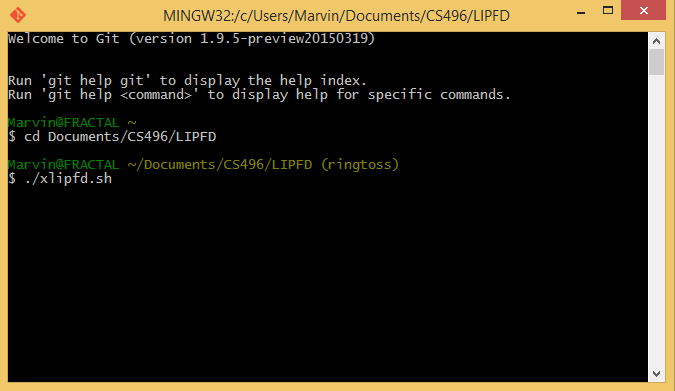 MINGW32:/c/Users/Marvin/Documents/CS496/LIPFD
Welcome to Git (version 1.9.5-preview20150319)
Run 'git help git' to display the help index.
Run 'git help <command>' to display help for specific commands.
Marvin@FRACTAL ~
$ cd Documents/CS496/LIPFD
Marvin@FRACTAL ~/Documents/CS496/LIPFD (ringtoss)
$ ./xlipfd.sh